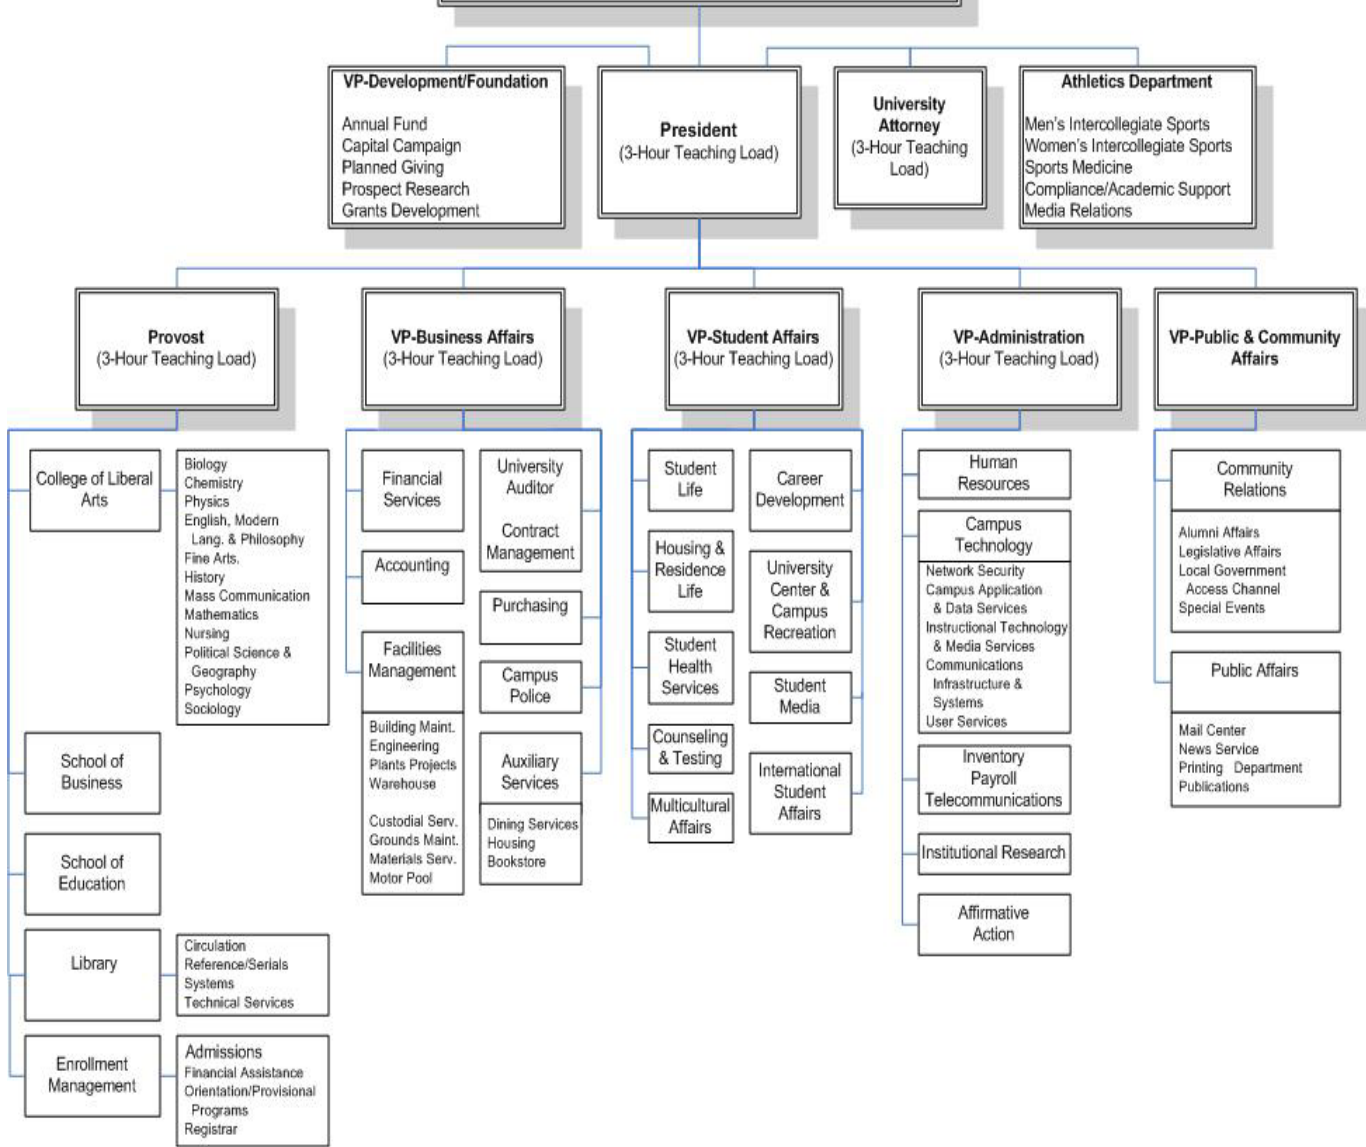 VP-Development/Foundation
Annual Fund
Capital Campaign
Planned Giving
Prospect Research
Grants Development
President
(3-Hour Teaching Load)
University
Attorney
(3-Hour Teaching
Load)
Athletics Department
Men's Intercollegiate Sports
Women's Intercollegiate Sports
Sports Medicine
Compliance/Academic Support
Media Relations
Provost
(3-Hour Teaching Load)
VP-Business Affairs
(3-Hour Teaching Load)
VP-Student Affairs
(3-Hour Teaching Load)
VP-Administration
(3-Hour Teaching Load)
VP-Public & Community
Affairs
College of Liberal
Arts
Biology
Chemistry
Physics
English, Modern
Lang. & Philosophy
Fine Arts.
History
Mass Communication
Mathematics
Nursing
Political Science &
Geography
Psychology
Sociology
School of
Business
School of
Education
Library
Circulation
Reference/Serials
Systems
Technical Services
Enrollment
Management
Admissions
Financial Assistance
Orientation/Provisional
Programs
Registrar
Financial
Services
Accounting
Facilities
Management
Building Maint.
Engineering
Plants Projects
Warehouse
Custodial Serv.
Grounds Maint.
Materials Serv.
Motor Pool
University
Auditor
Contract
Management
Purchasing
Campus
Police
Auxiliary
Services
Dining Services
Housing
Bookstore
Student
Life
Housing &
Residence
Life
Student
Health
Services
Counseling
& Testing
Multicultural
Affairs
Career
Development
University
Center &
Campus
Recreation
Student
Media
International
Student
Affairs
Human
Resources
Campus
Technology
Network Security
Campus Application
& Data Services
Instructional Technology
& Media Services
Communications
Infrastructure &
Systems
User Services
Inventory
Payroll
Telecommunications
Institutional Research
Affirmative
Action
Community
Relations
Alumni Affairs
Legislative Affairs
Local Government
Access Channel
Special Events
Public Affairs
Mail Center
News Service
Printing Department
Publications